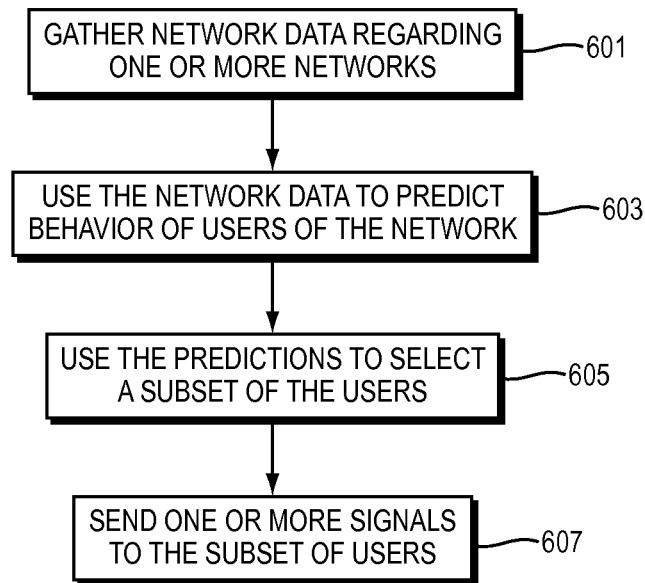 GATHER NETWORK DATA REGARDING
ONE OR MORE NETWORKS
601
USE THE NETWORK DATA TO PREDICT
BEHAVIOR OF USERS OF THE NETWORK
603
USE THE PREDICTIONS TO SELECT
A SUBSET OF THE USERS
605
SEND ONE OR MORE SIGNALS
TO THE SUBSET OF USERS
607